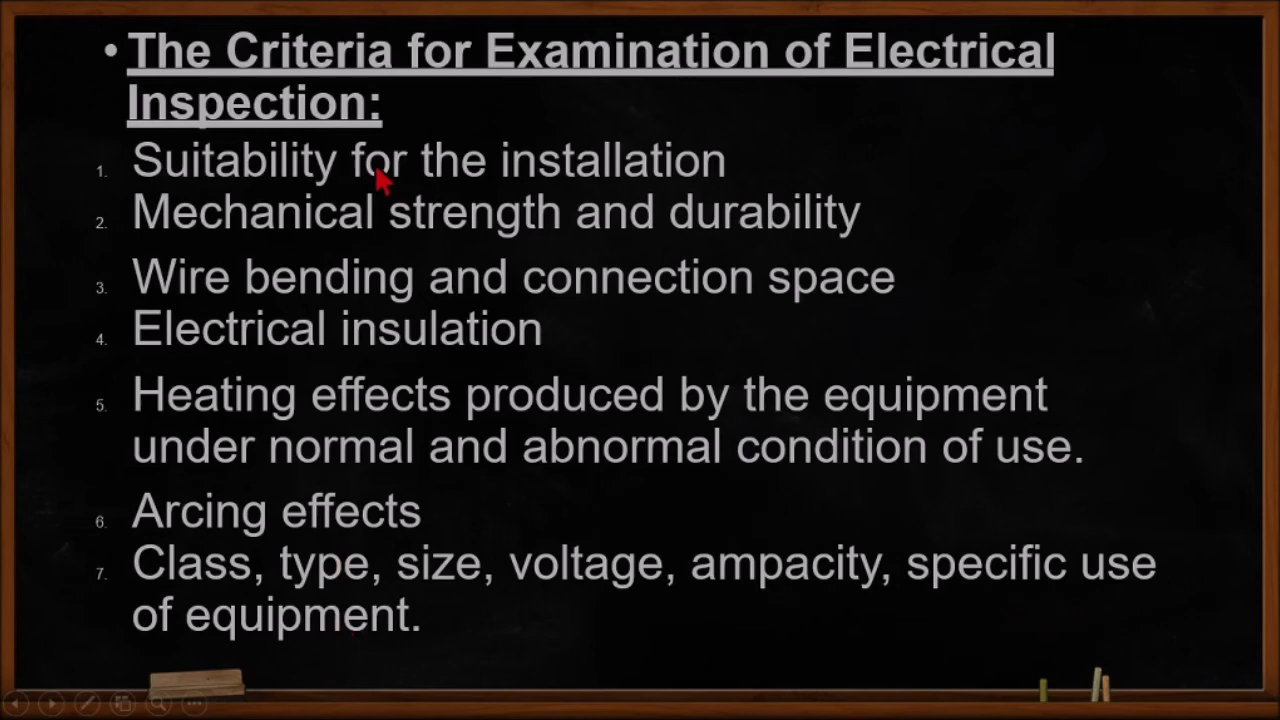 • The Criteria for Examination of Electrical
Inspection:
1. Suitability for the installation
2. Mechanical strength and durability
3. Wire bending and connection space
4. Electrical insulation
5. Heating effects produced by the equipment
under normal and abnormal condition of use.
6. Arcing effects
7. Class, type, size, voltage, ampacity, specific use
of equipment.